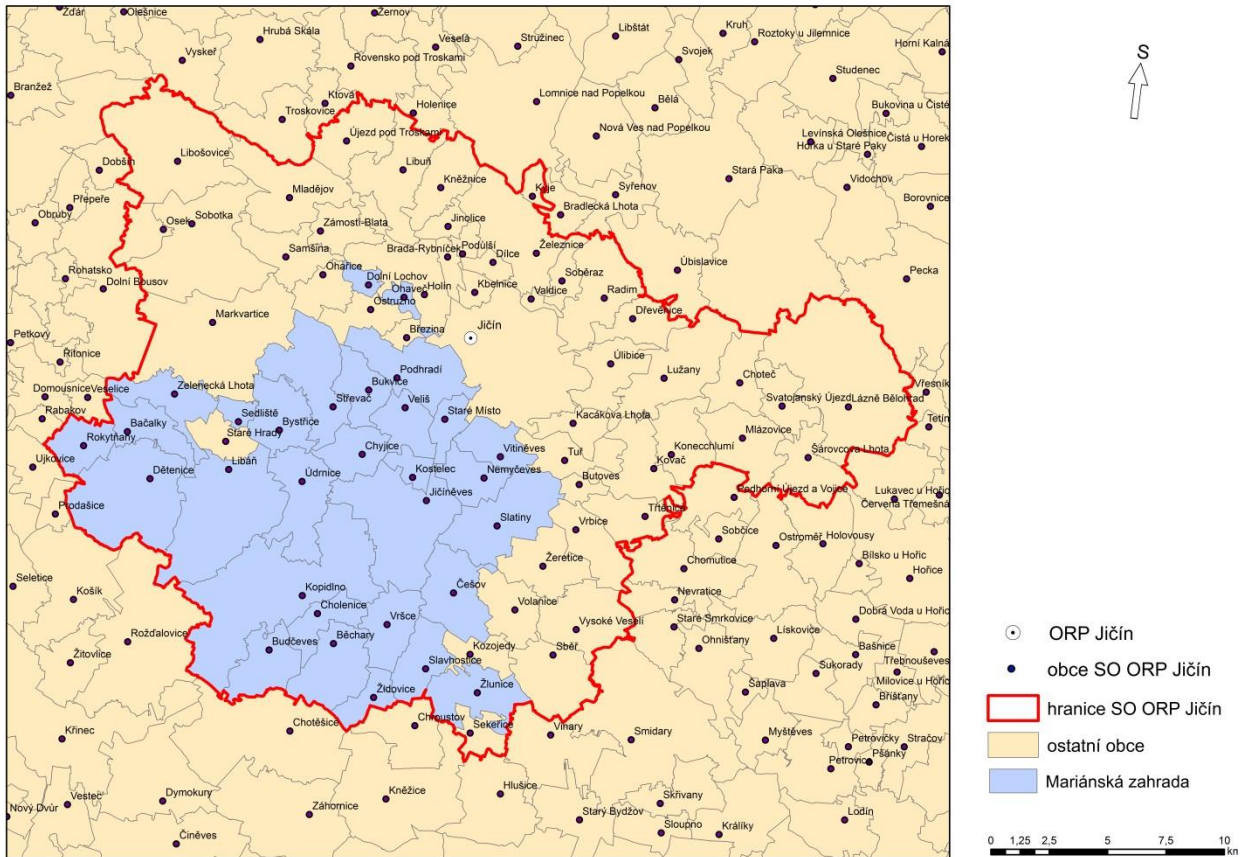 Žďár
Olešnice
Žernov
Hrubá Skála
Veselá
Stružinec
Libštát
Kruh
Roztoky u Jilemnice
Horní Kalná
Vyskeř
Rovensko pod Troskami
Svojek
Studenec
Branžež
Ktová
Troskovice
Holenice
Lomnice nad Popelkou
Bělá
Bukovina u Čisté
Újezd pod Troskami
Nová Ves nad Popelkou
Levínská Olešnice
Horka u Staré Paky
Čistá u Horek
Dobšín
Libošovice
Libuň
Stará Paka
Vidochov
Mladějov
Kněžnice
Kyje
Syřenov
Přepeře
Bradlecká Lhota
Borovnice
Obruby
Osek
Sobotka
Zámostí-Blata
Jinolice
Samšina
Brada-Rybníček
Podůlší
Dílce
Železnice
Úbislavice
Pecka
Rohatsko
Dolní Bousov
Ohařice
Dolní Lochov
Ohaveč
Holín
Kbelnice
Soběraz
Valdice
Radim
Ostružno
Markvartice
Dřevěnice
Petkovy
Březina
Jičín
Řitonice
Úlibice
Podhradí
Lužany
Choteč
Domousnice
Veselice
Zelenecká Lhota
Bukvice
Vřesník
Rabakov
Střevač
Veliš
Svatojanský Újezd
Lázně Bělohrad
Sedliště
Staré Místo
Kacákova Lhota
Tetín
Bačalky
Bystřice
Rokytňany
Staré Hrady
Mlázovice
Ujkovice
Chyjice
Vitiněves
Tuř
Konecchlumí
Kovač
Šárovcova Lhota
Dětenice
Libáň
Údrnice
Kostelec
Nemyčeves
Butoves
Jičíněves
Podhorní Újezd a Vojice
Lukavec u Hořic
Červená Třemešná
Prodašice
Slatiny
Třtěnice
Vrbice
Sobčice
Ostroměř
Holovousy
Žeretice
Chomutice
Bílsko u Hořic
Hořice
Seletice
Košík
Kopidlno
Češov
Nevratice
Cholenice
Volanice
Dobrá Voda u Hořic
Vršce
Vysoké Veselí
Staré Smrkovice
Rožďalovice
Budčeves
Běchary
Ohnišťany
Lískovice
Bašnice
Žitovlice
Kozojedy
Sběř
Třebnouševes
Slavhostice
Sukorady
Milovice u Hořic
Židovice
Žlunice
Šaplava
Bříšťany
Chotěšice
Chroustov
Sekeřice
Křinec
Vinary
Smidary
Myštěves
Petrovičky
Stračov
Pšánky
Petrovice
Nový Dvůr
Vestec
Dymokury
Záhornice
Kněžice
Hlušice
Skřivany
Starý Bydžov
Lodín
Činěves
Sloupno
Králíky
S
ORP Jičín
obce SO ORP Jičín
hranice SO ORP Jičín
ostatní obce
Mariánská zahrada
0 1,25 2,5 5 7,5 10
km